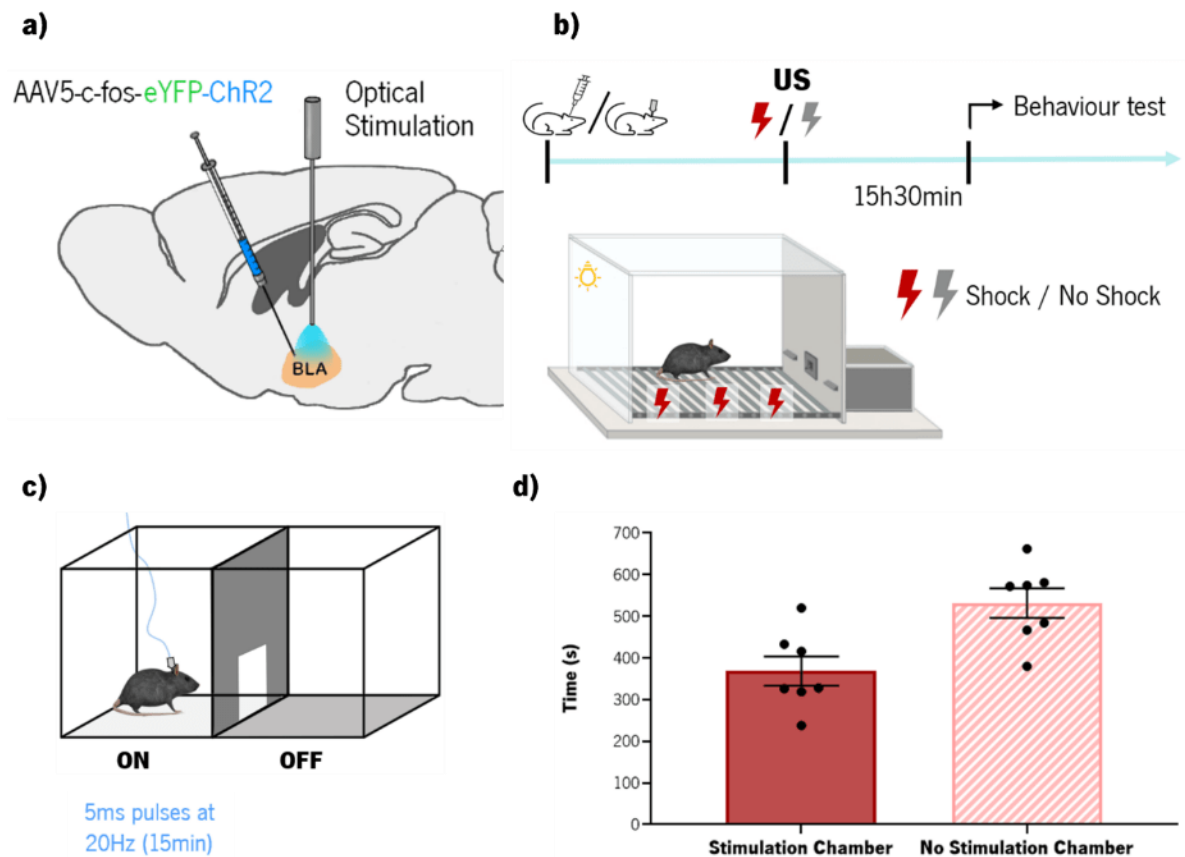 a)
AAV5-c-fos-eYFP-ChR2
Optical
Stimulation
BLA
b)
US
/
/
Behaviour test
15h30min
Shock / No Shock
c)
ON
OFF
5ms pulses at
20Hz (15min)
d)
Time (s)
700
600
500
400
300
200
100
0
Stimulation Chamber
No Stimulation Chamber